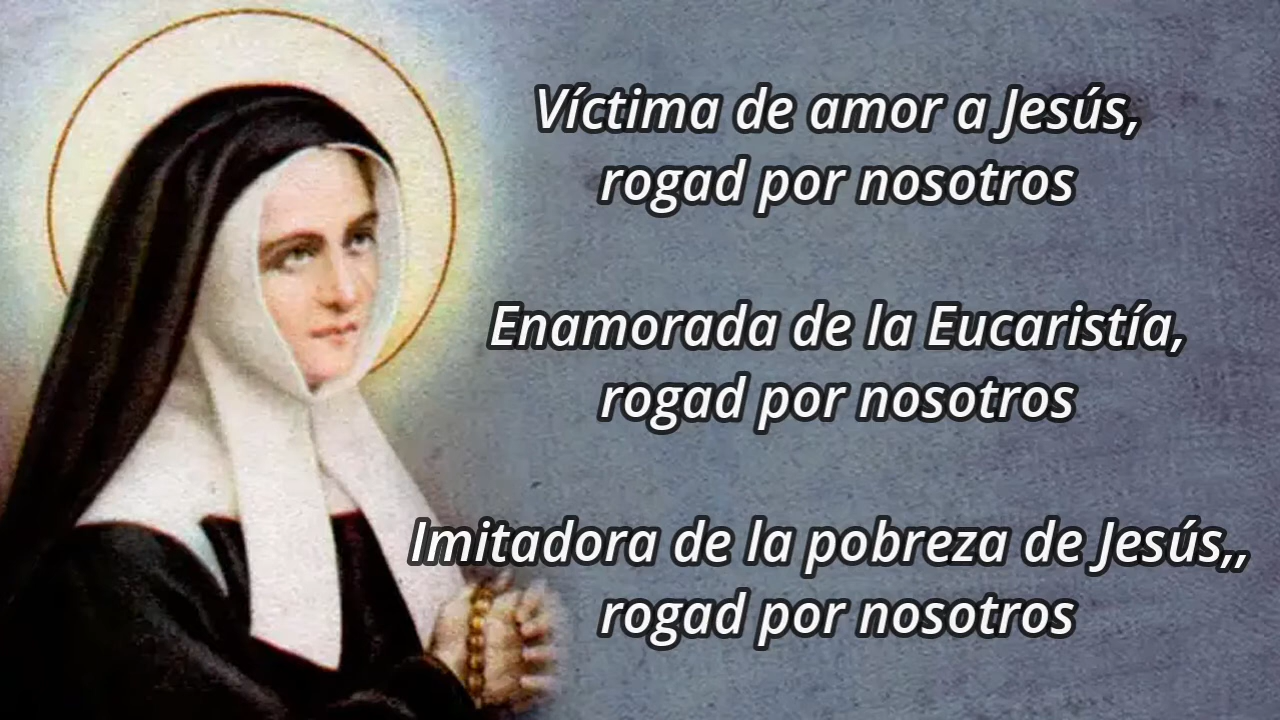 Víctima de amor a Jesús,
rogad por nosotros
Enamorada de la Eucaristía,
rogad por nosotros
Imitadora de la pobreza de Jesús,,
rogad por nosotros